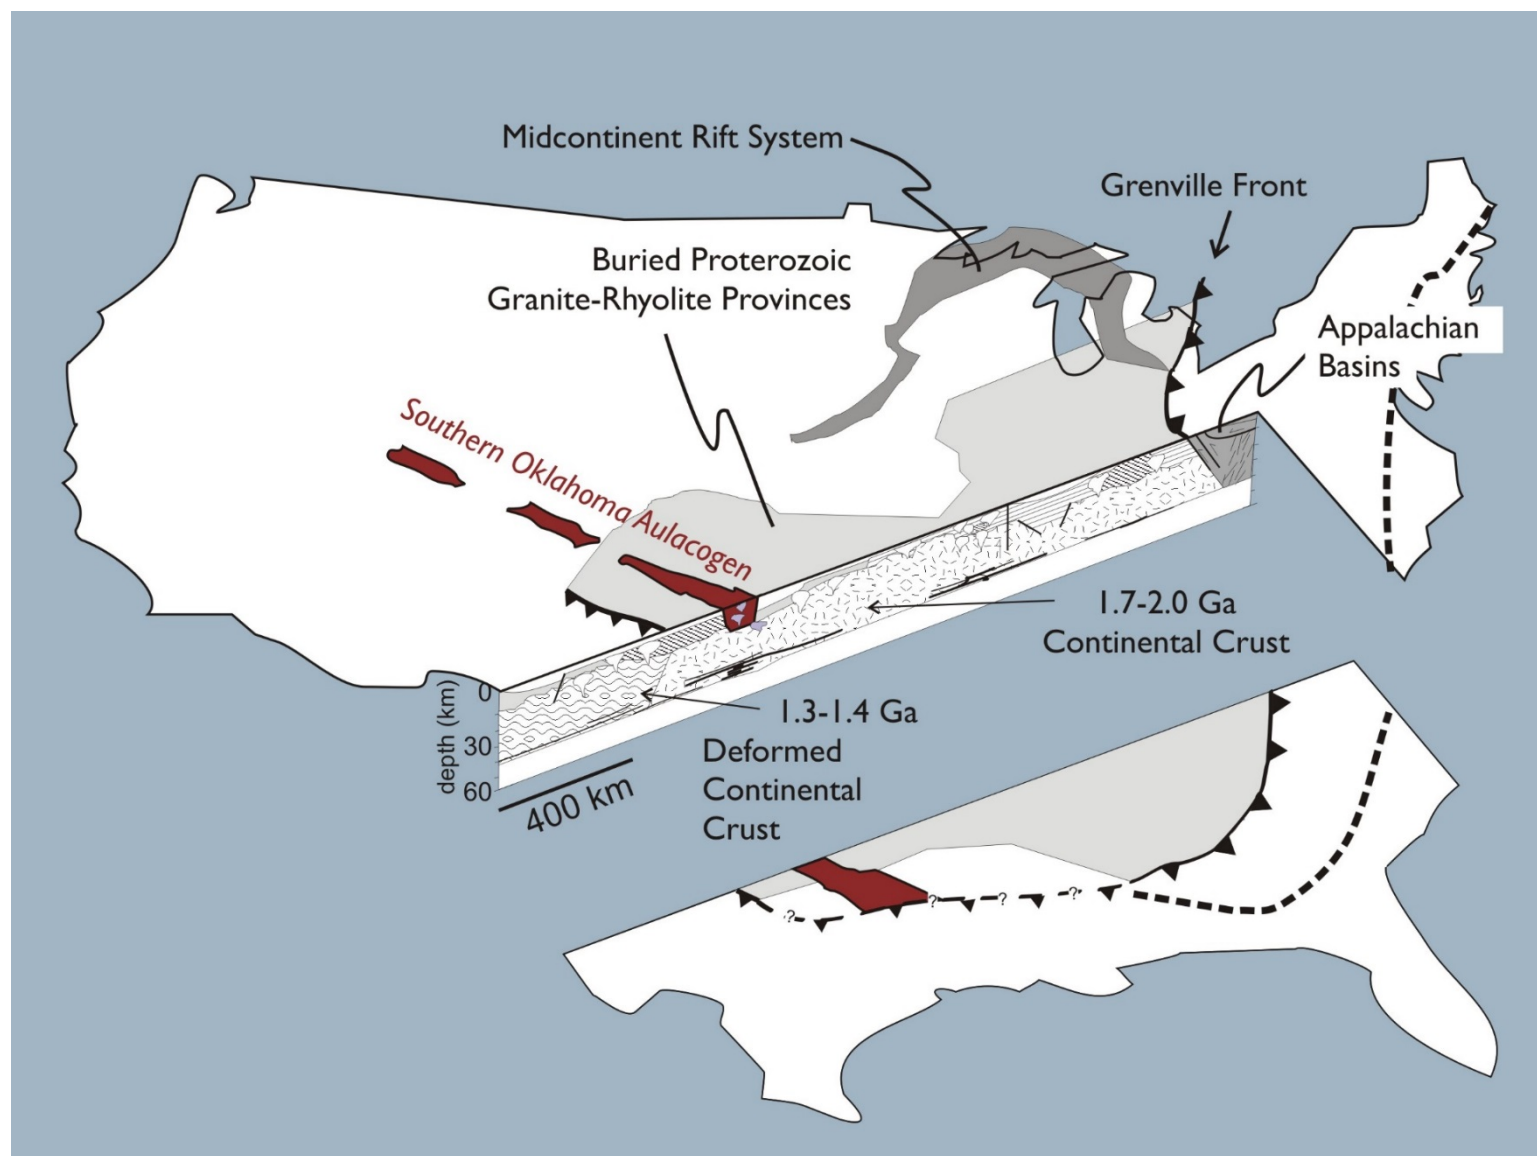 Midcontinent Rift System
Grenville Front
Buried Proterozoic
Granite-Rhyolite Provinces
Appalachian
Basins
Southern Oklahoma Aulacogen
1.7-2.0 Ga
Continental Crust
depth (km)
0
30
60
400 km
1.3-1.4 Ga
Deformed
Continental
Crust
?
?
?
?